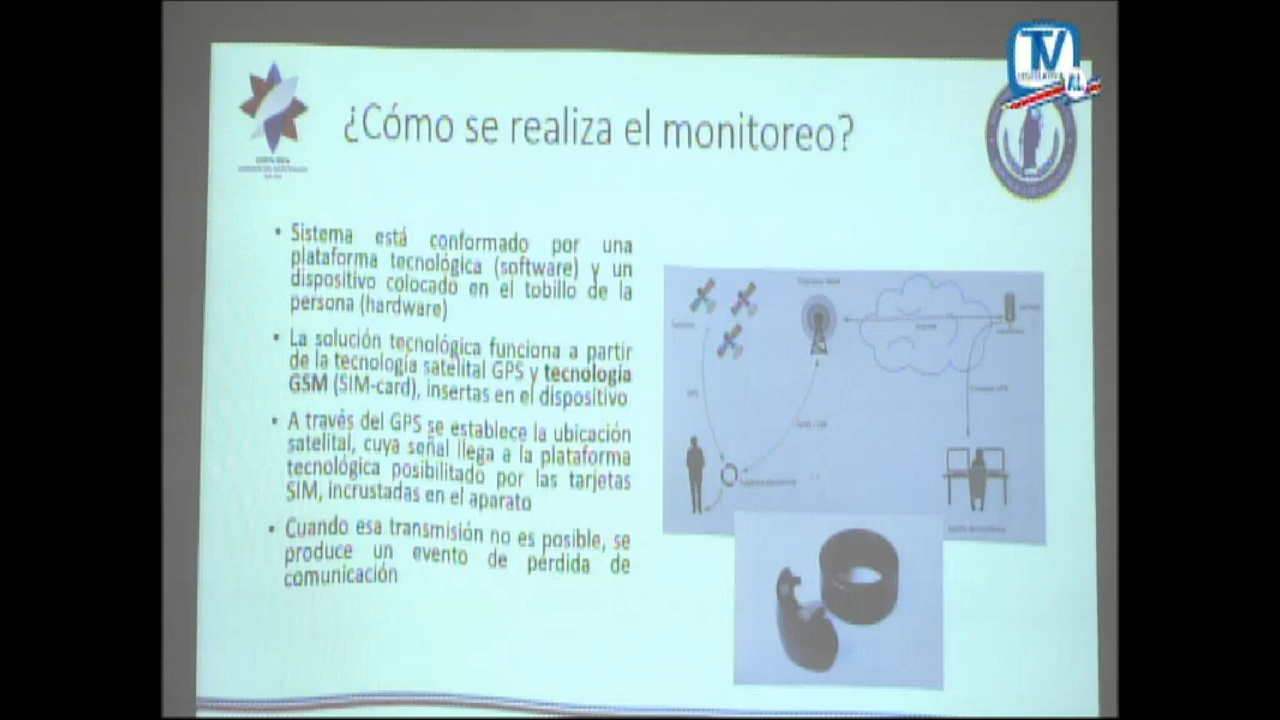 TV
LEGISLATIVA
AL
¿Cómo se realiza el monitoreo?
• Sistema está conformado por una
plataforma tecnológica (software) y un
dispositivo colocado en el tobillo de la
persona (hardware)
• La solución tecnológica funciona a partir
de la tecnología satelital GPS y tecnología
GSM (SIM-card), insertas en el dispositivo
• A través del GPS se establece la ubicación
satelital, cuya señal llega a la plataforma
tecnológica posibilitado por las tarjetas
SIM, incrustadas en el aparato
• Cuando esa transmisión no es posible, se
produce un evento de pérdida de
comunicación
GPS